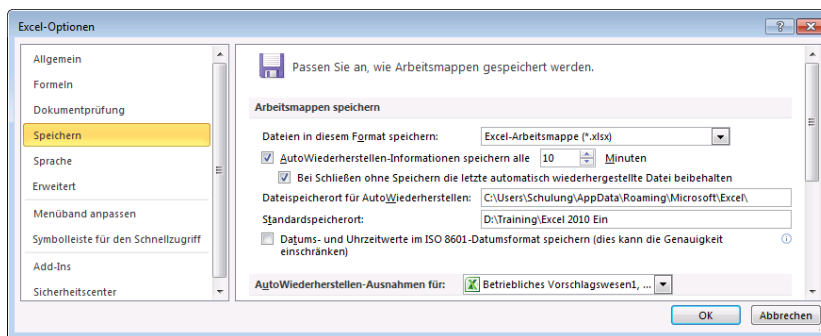 Excel-Optionen
Allgemein
Formeln
Dokumentprüfung
Speichern
Sprache
Erweitert
Menüband anpassen
Symbolleiste für den Schnellzugriff
Add-Ins
Sicherheitscenter
Passen Sie an, wie Arbeitsmappen gespeichert werden.
Arbeitsmappen speichern
Dateien in diesem Format speichern: Excel-Arbeitsmappe (*.xlsx)
AutoWiederherstellen-Informationen speichern alle 10 Minuten
Bei Schließen ohne Speichern die letzte automatisch wiederhergestellte Datei beibehalten
Dateispeicherort für AutoWiederherstellen: C:\Users\Schulung\AppData\Roaming\Microsoft\Excel\
Standardspeicherort: D:\Training\Excel 2010 Ein
Datums- und Uhrzeitwerte im ISO 8601-Datumsformat speichern (dies kann die Genauigkeit
einschränken)
AutoWiederherstellen-Ausnahmen für: Betriebliches Vorschlagswesen1, ...
OK Abbrechen